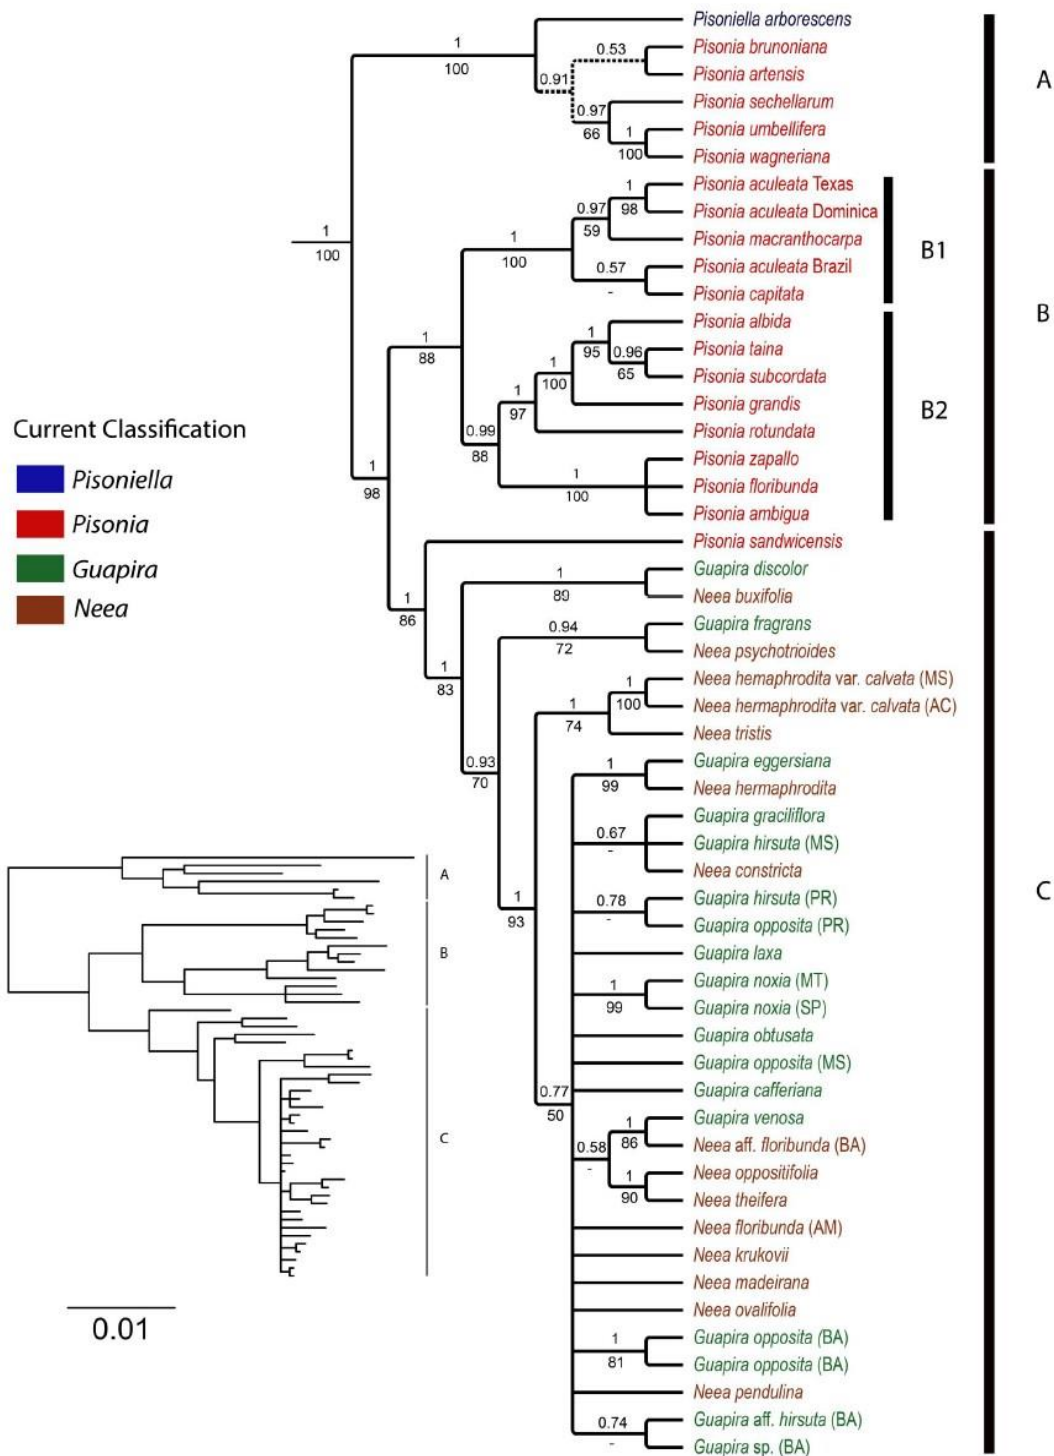 Pisoniella arborescens
Pisonia brunoniana
Pisonia artensis
Pisonia sechellarum
Pisonia umbellifera
Pisonia wagneriana
Pisonia aculeata Texas
Pisonia aculeata Dominica
Pisonia macranthocarpa
Pisonia aculeata Brazil
Pisonia capitata
Pisonia albida
Pisonia taina
Pisonia subcordata
Pisonia grandis
Pisonia rotundata
Pisonia zapallo
Pisonia floribunda
Pisonia ambigua
Pisonia sandwicensis
Guapira discolor
Neea buxifolia
Guapira fragrans
Neea psychotrioides
Neea hemaphrodita var. calvata (MS)
Neea hermaphrodita var. calvata (AC)
Neea tristis
Guapira eggersiana
Neea hermaphrodita
Guapira graciliflora
Guapira hirsuta (MS)
Neea constricta
Guapira hirsuta (PR)
Guapira opposita (PR)
Guapira laxa
Guapira noxia (MT)
Guapira noxia (SP)
Guapira obtusata
Guapira opposita (MS)
Guapira cafferiana
Guapira venosa
Neea aff. floribunda (BA)
Neea oppositifolia
Neea theifera
Neea floribunda (AM)
Neea krukovii
Neea madeirana
Neea ovalifolia
Guapira opposita (BA)
Guapira opposita (BA)
Neea pendulina
Guapira aff. hirsuta (BA)
Guapira sp. (BA)
A
B1
B
B2
C
1
100
1
100
0.91
0.53
0.97
66
1
100
1
98
1
88
1
100
0.97
59
1
98
0.57
-
0.99
88
1
97
1
100
1
95
0.96
65
1
100
1
86
1
83
1
89
0.93
70
0.94
72
1
93
1
74
1
100
0.77
50
1
99
0.67
-
0.78
-
1
99
0.58
-
1
86
1
90
1
81
0.74
-
Current Classification
Pisoniella
Pisonia
Guapira
Neea
A
B
C
0.01